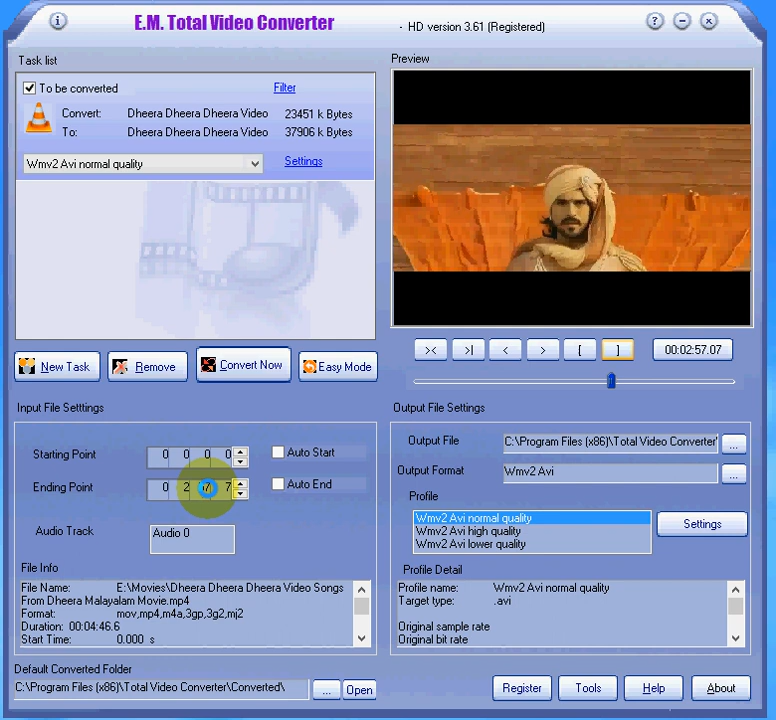 E.M. Total Video Converter - HD version 3.61 (Registered)
Task list
To be converted Filter
Convert: Dheera Dheera Dheera Video 23451 k Bytes
To: Dheera Dheera Dheera Video 37906 k Bytes
Wmv2 Avi normal quality Settings
New Task Remove Convert Now Easy Mode
Preview
>< >| < > [ ] 00:02:57.07
Input File Setttings
Starting Point 0 0 0 0 Auto Start
Ending Point 0 2 7 Auto End
Audio Track Audio 0
File Info
File Name: E:\Movies\Dheera Dheera Dheera Video Songs
From Dheera Malayalam Movie.mp4
Format: mov,mp4,m4a,3gp,3g2,mj2
Duration: 00:04:46.6
Start Time: 0.000 s
Output File Settings
Output File C:\Program Files (x86)\Total Video Converter' ...
Output Format Wmv2 Avi ...
Profile
Wmv2 Avi normal quality
Wmv2 Avi high quality
Wmv2 Avi lower quality
Settings
Profile Detail
Profile name: Wmv2 Avi normal quality
Target type: .avi
Original sample rate
Original bit rate
Default Converted Folder
C:\Program Files (x86)\Total Video Converter\Converted\ ... Open
Register Tools Help About